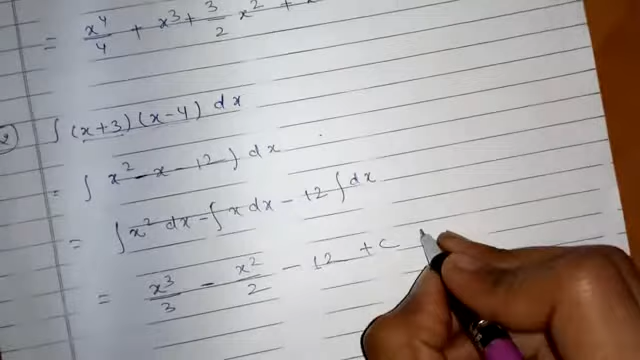 = x⁴/4 + x³ + 3/2 x² +
2
∫ (x+3)(x-4) dx
= ∫ x² - x - 12 dx
= ∫ x² dx - ∫ x dx - 12 ∫ dx
= x³/3 - x²/2 - 12 + c